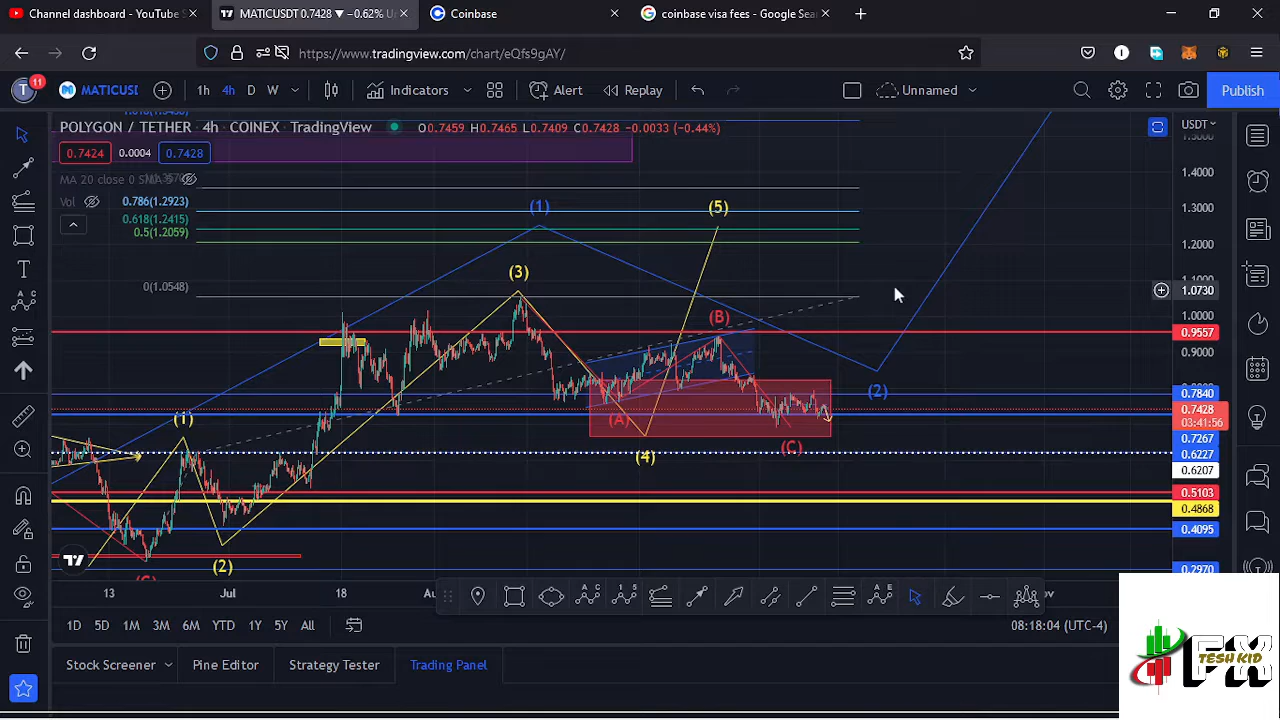 Channel dashboard - YouTube S
MATICUSDT 0.7428 ▼ −0.62% U
Coinbase
coinbase visa fees - Google Sea
https://www.tradingview.com/chart/eQfs9gAY/
T
11
MATICUSI
1h 4h D W
Indicators
Alert
Replay
Unnamed
Publish
POLYGON / TETHER 4h COINEX TradingView
O0.7459 H0.7465 L0.7409 C0.7428 −0.0033 (−0.44%)
USDT
0.7424 0.0004 0.7428
MA 20 close 0 SMA
Vol
0.786(1.2923)
0.618(1.2415)
0.5(1.2059)
0(1.0548)
(1)
(5)
(3)
(B)
(2)
(1)
(A)
(C)
(4)
(2)
1.4000
1.3000
1.2000
1.1000
1.0730
1.0000
0.9557
0.9000
0.7840
0.7428
03:41:56
0.7267
0.6227
0.6207
0.5103
0.4868
0.4095
0.2970
13 Jul 18
1D 5D 1M 3M 6M YTD 1Y 5Y All
08:18:04 (UTC-4)
Stock Screener Pine Editor Strategy Tester Trading Panel
FX
TESH KID